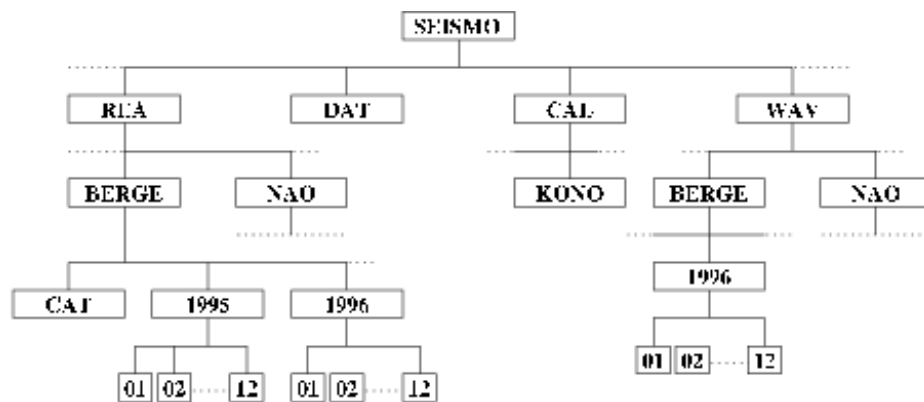 SEISMO
REA DAT CAL WAV
BERGE NAO KONO BERGE NAO
1996
CAT 1995 1996
01 02 12
01 02 12 01 02 12